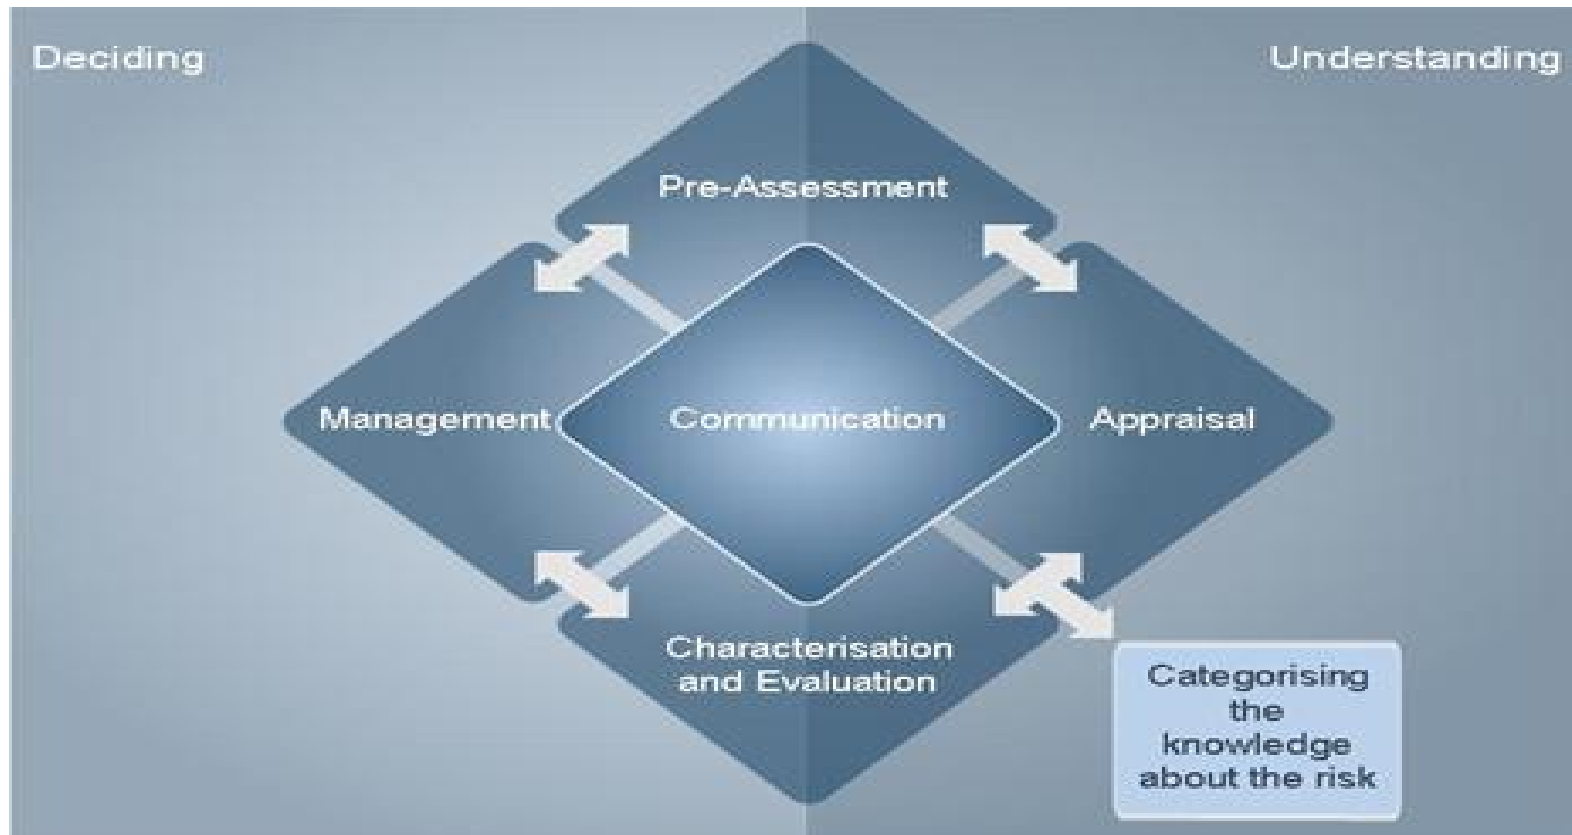 Deciding
Understanding
Pre-Assessment
Management
Communication
Appraisal
Characterisation
and Evaluation
Categorising
the
knowledge
about the risk